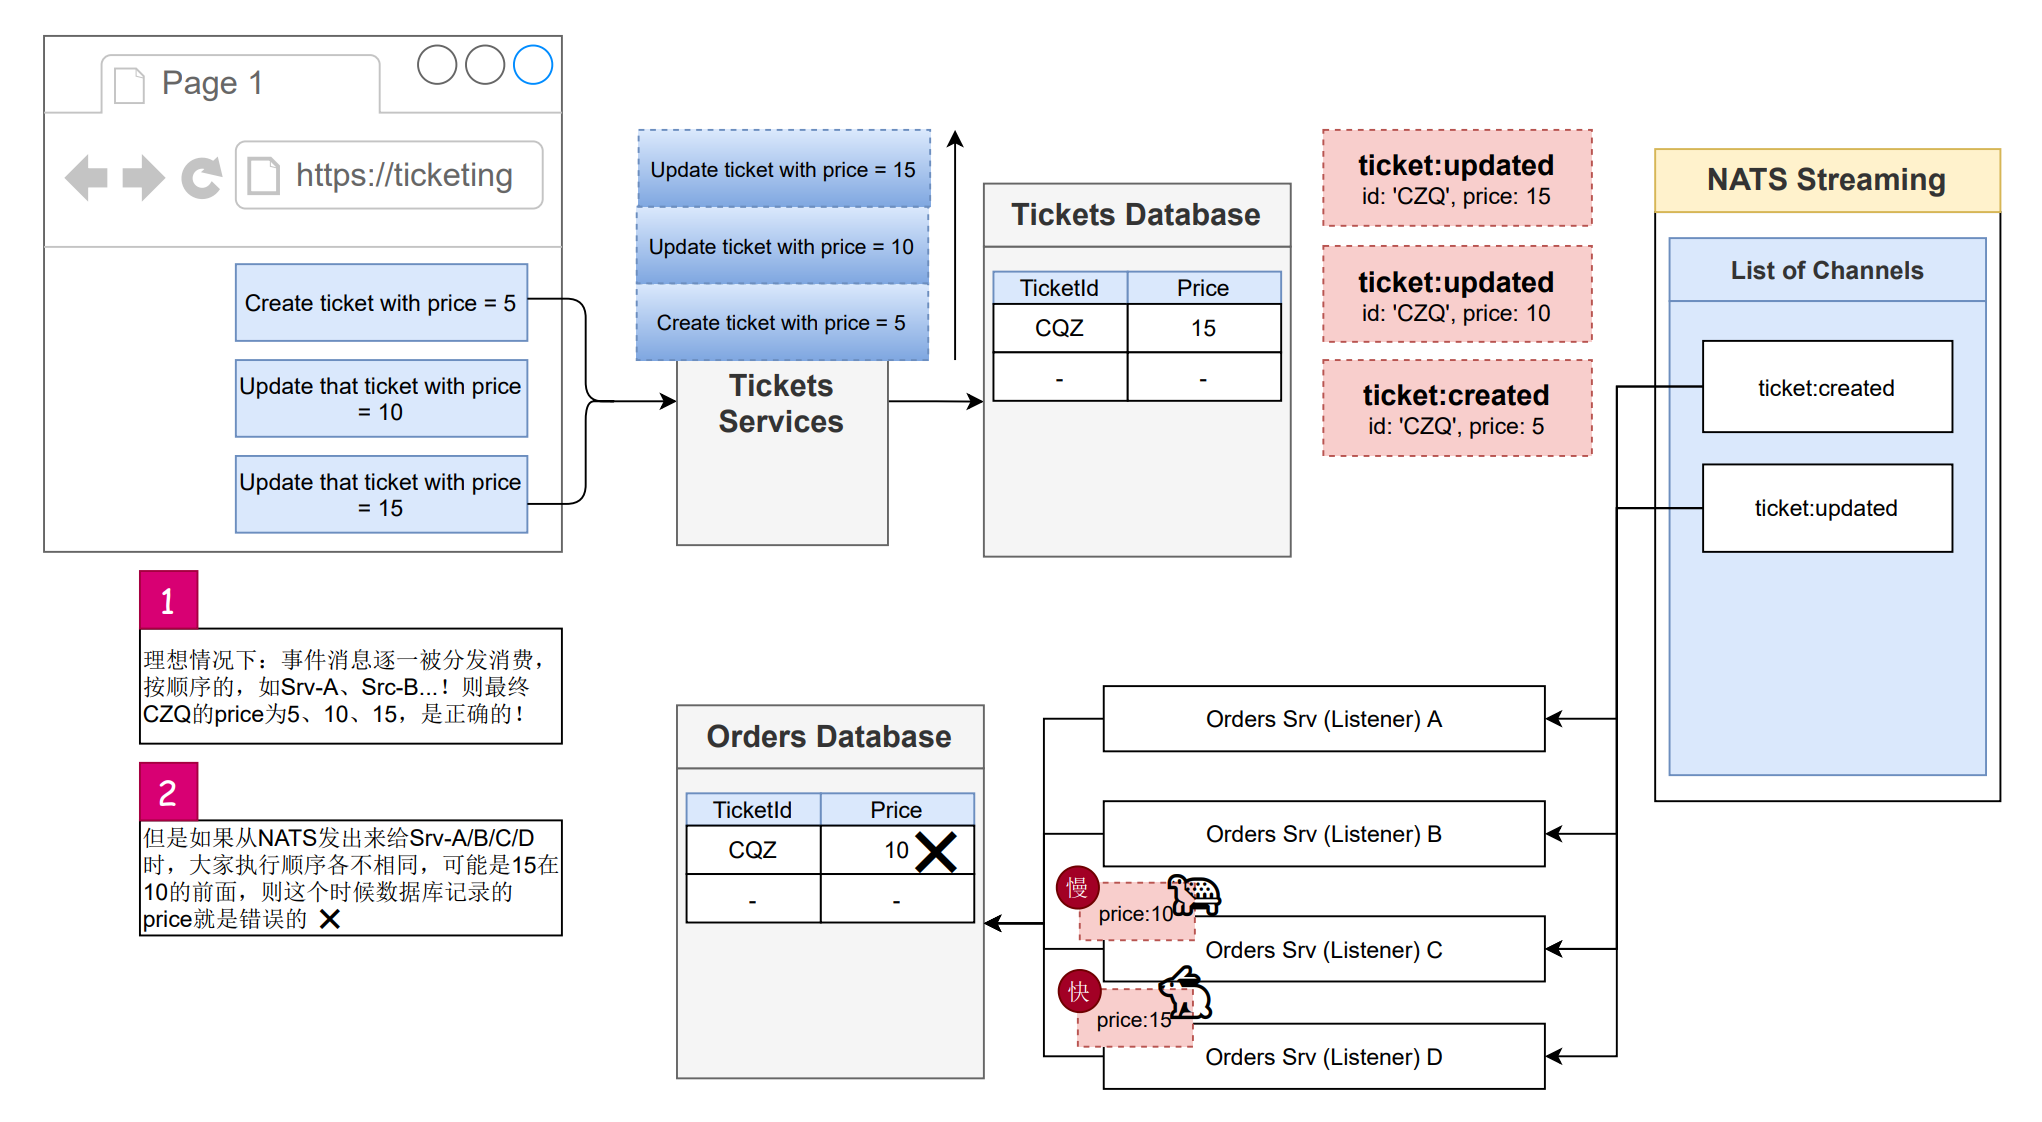 Page 1
https://ticketing
Create ticket with price = 5
Update that ticket with price
= 10
Update that ticket with price
= 15
Update ticket with price = 15
Update ticket with price = 10
Create ticket with price = 5
Tickets
Services
Tickets Database
TicketId Price
CQZ 15
- -
ticket:updated
id: 'CZQ', price: 15
ticket:updated
id: 'CZQ', price: 10
ticket:created
id: 'CZQ', price: 5
NATS Streaming
List of Channels
ticket:created
ticket:updated
1
理想情况下：事件消息逐一被分发消费，
按顺序的，如Srv-A、Src-B...！则最终
CZQ的price为5、10、15，是正确的！
2
但是如果从NATS发出来给Srv-A/B/C/D
时，大家执行顺序各不相同，可能是15在
10的前面，则这个时候数据库记录的
price就是错误的
Orders Database
TicketId Price
CQZ 10
- -
Orders Srv (Listener) A
Orders Srv (Listener) B
慢
price:10
Orders Srv (Listener) C
快
price:15
Orders Srv (Listener) D